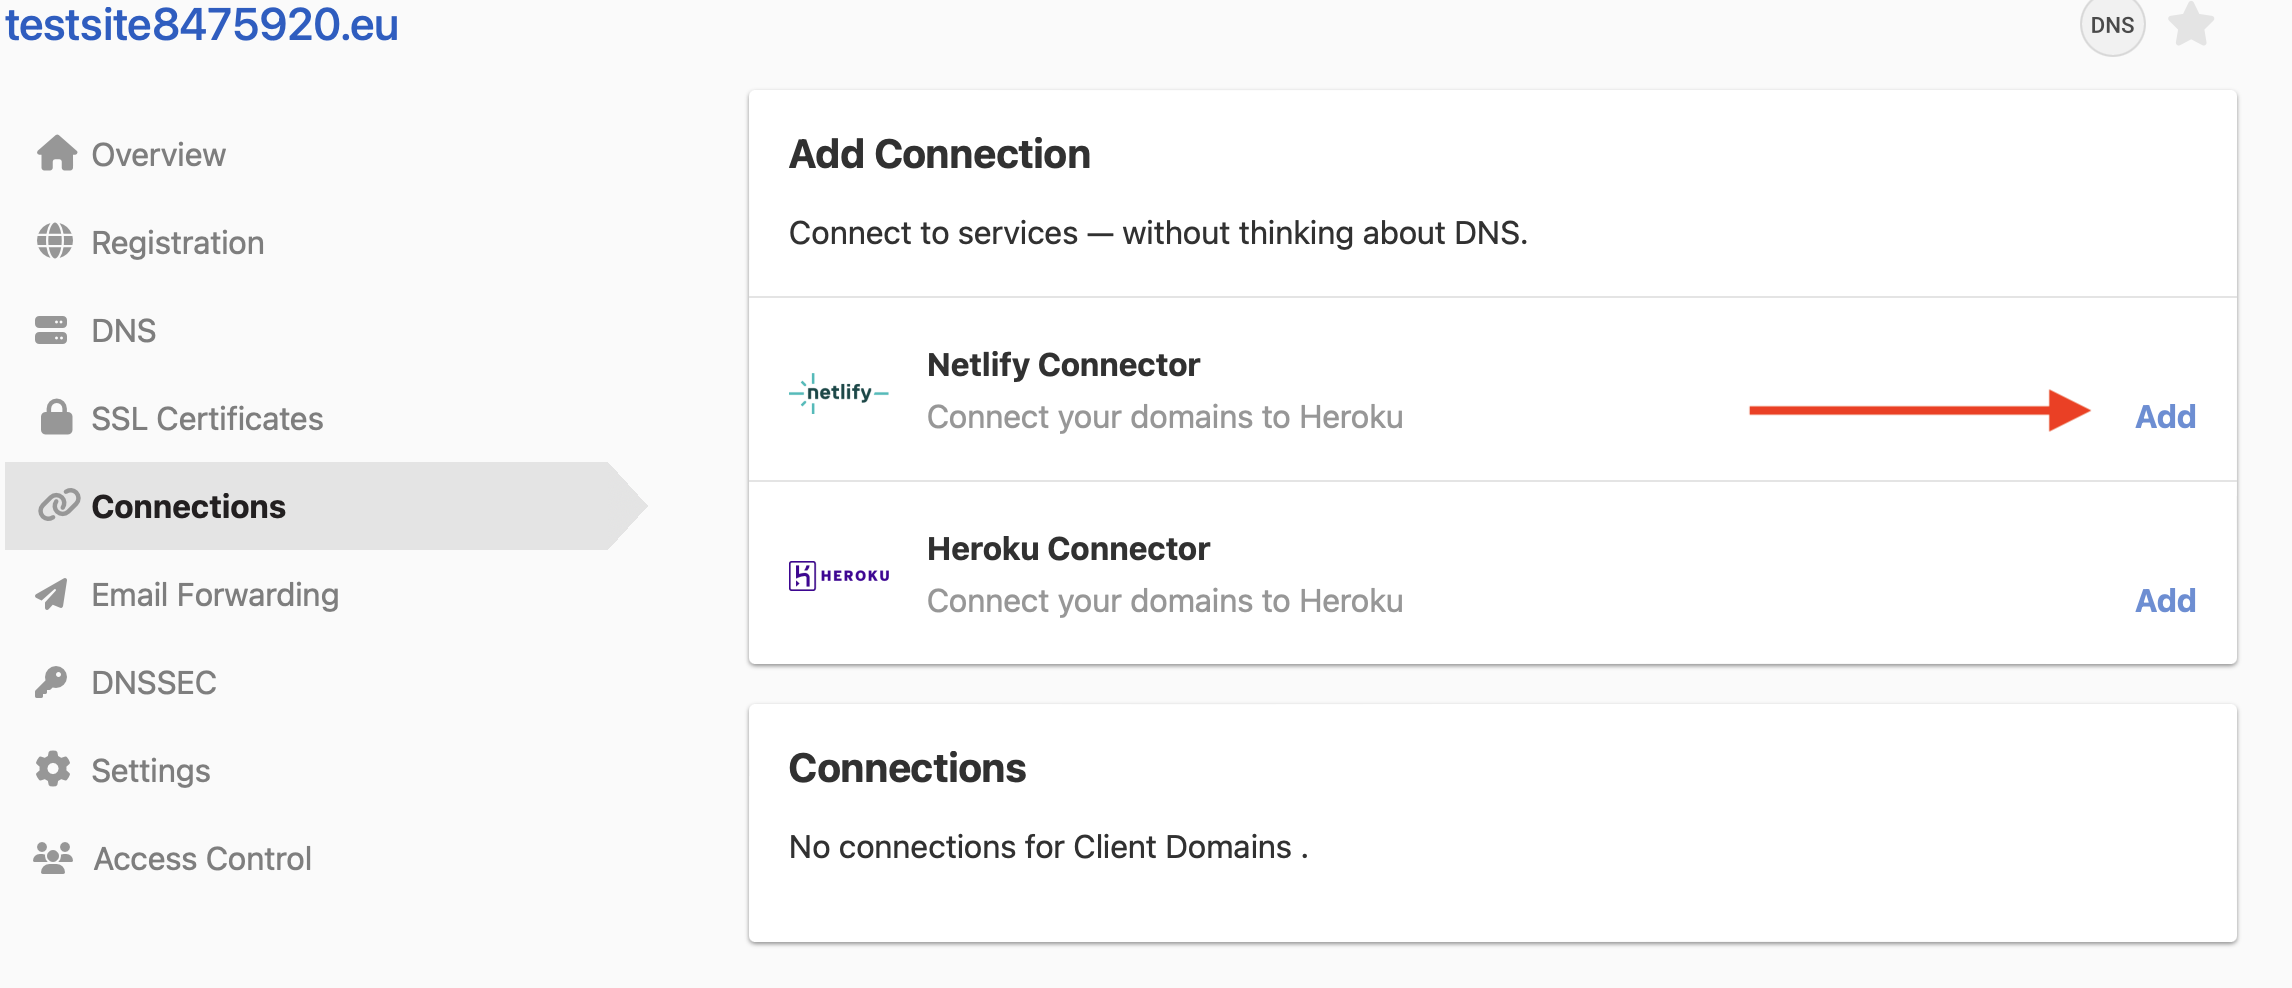 testsite8475920.eu
DNS
Overview
Registration
DNS
SSL Certificates
Connections
Email Forwarding
DNSSEC
Settings
Access Control
Add Connection
Connect to services — without thinking about DNS.
netlify
Netlify Connector
Connect your domains to Heroku
Add
HEROKU
Heroku Connector
Connect your domains to Heroku
Add
Connections
No connections for Client Domains .